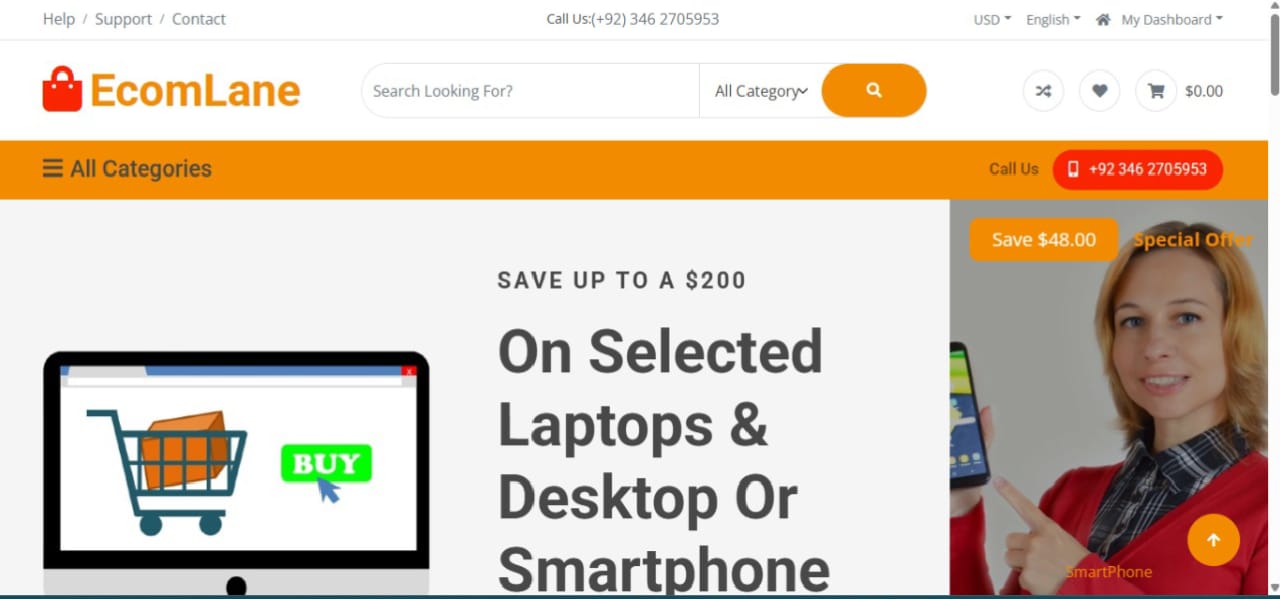 Help / Support / Contact
Call Us:(+92) 346 2705953
USD English My Dashboard
EcomLane
Search Looking For?
All Category
$0.00
All Categories
Call Us +92 346 2705953
SAVE UP TO A $200
On Selected
Laptops &
Desktop Or
Smartphone
x
BUY
Save $48.00 Special Offer
SmartPhone